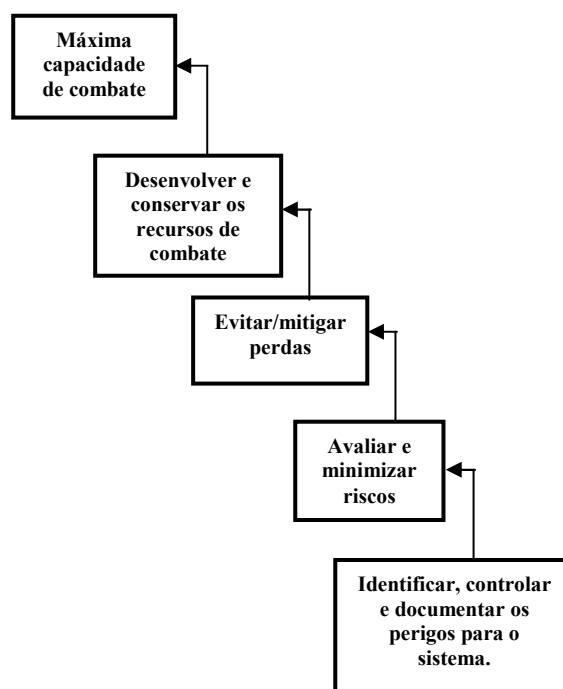 Máxima
capacidade
de combate
Desenvolver e
conservar os
recursos de
combate
Evitar/mitigar
perdas
Avaliar e
minimizar
riscos
Identificar, controlar
e documentar os
perigos para o
sistema.